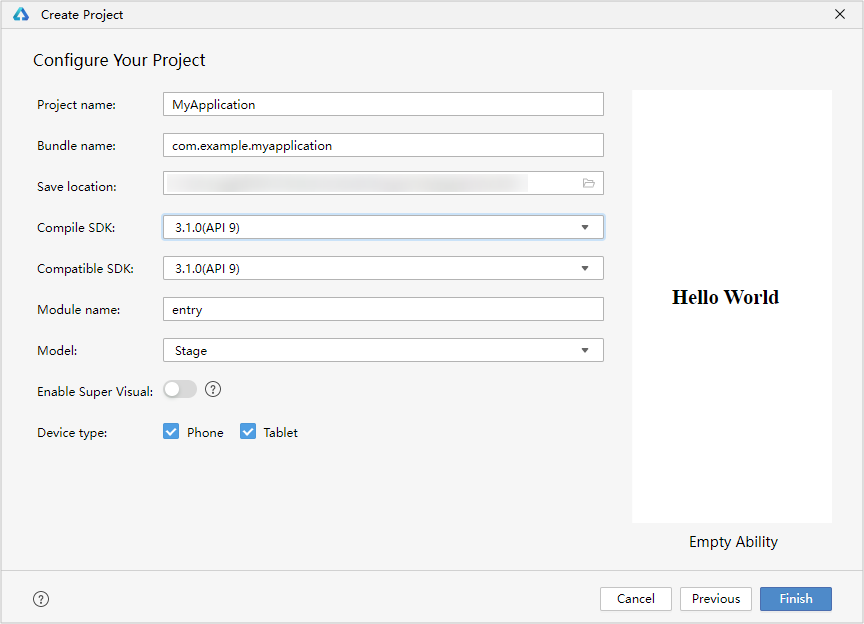 Create Project
Configure Your Project
Project name: MyApplication
Bundle name: com.example.myapplication
Save location:
Compile SDK: 3.1.0(API 9)
Compatible SDK: 3.1.0(API 9)
Module name: entry
Model: Stage
Enable Super Visual: ?
Device type: Phone Tablet
Hello World
Empty Ability
? Cancel Previous Finish